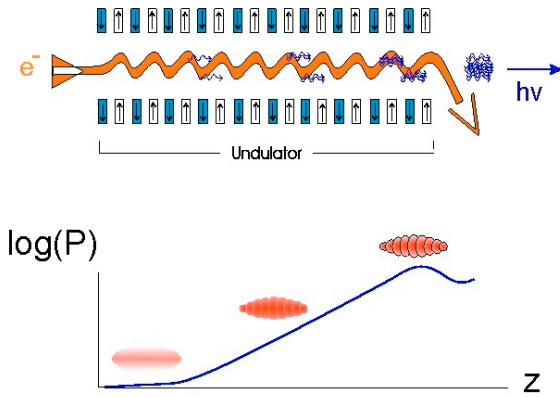 e⁻
hν
Undulator
log(P)
z